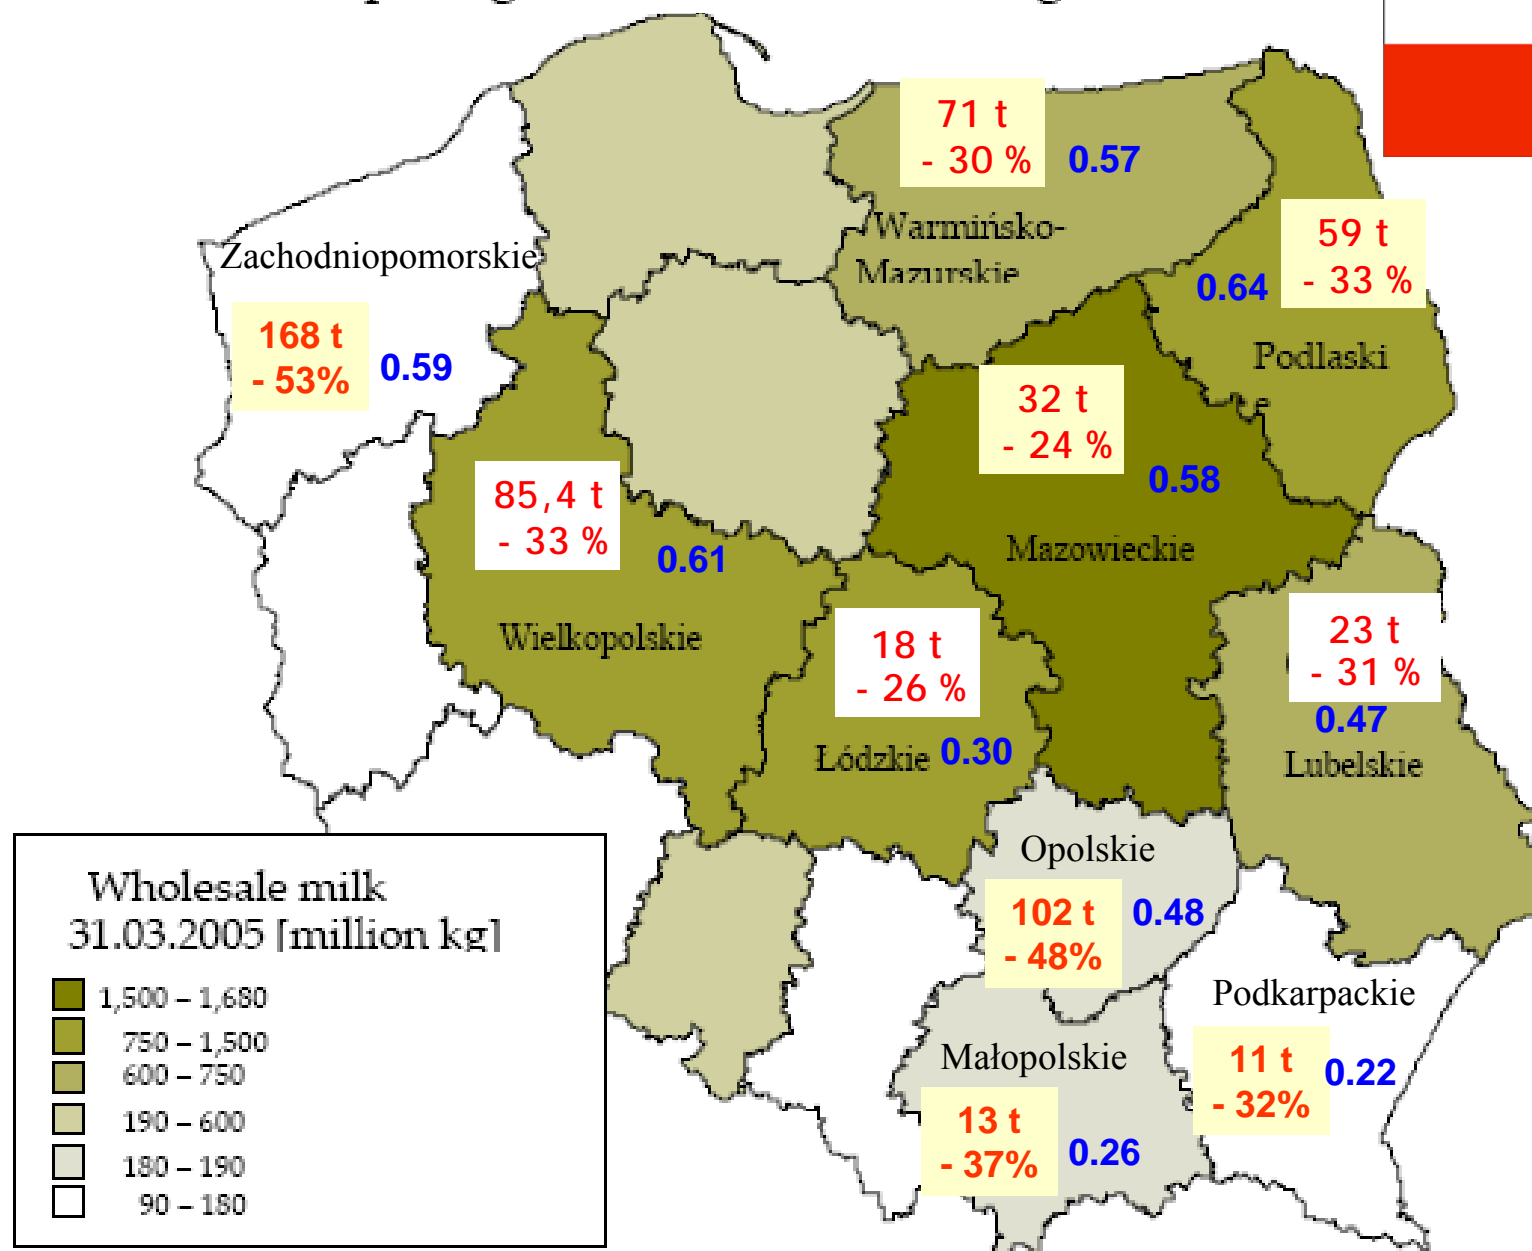 71 t
- 30 %
0.57
Warmińsko-
Mazurskie
59 t
- 33 %
0.64
Podlaski
e
Zachodniopomorskie
168 t
- 53%
0.59
32 t
- 24 %
0.58
Mazowieckie
85,4 t
- 33 %
0.61
Wielkopolskie
18 t
- 26 %
Łódzkie 0.30
23 t
- 31 %
0.47
Lubelskie
Opolskie
102 t
- 48%
0.48
Podkarpackie
11 t
- 32%
0.22
Małopolskie
13 t
- 37%
0.26
Wholesale milk
31.03.2005 [million kg]
1,500 – 1,680
750 – 1,500
600 – 750
190 – 600
180 – 190
90 – 180